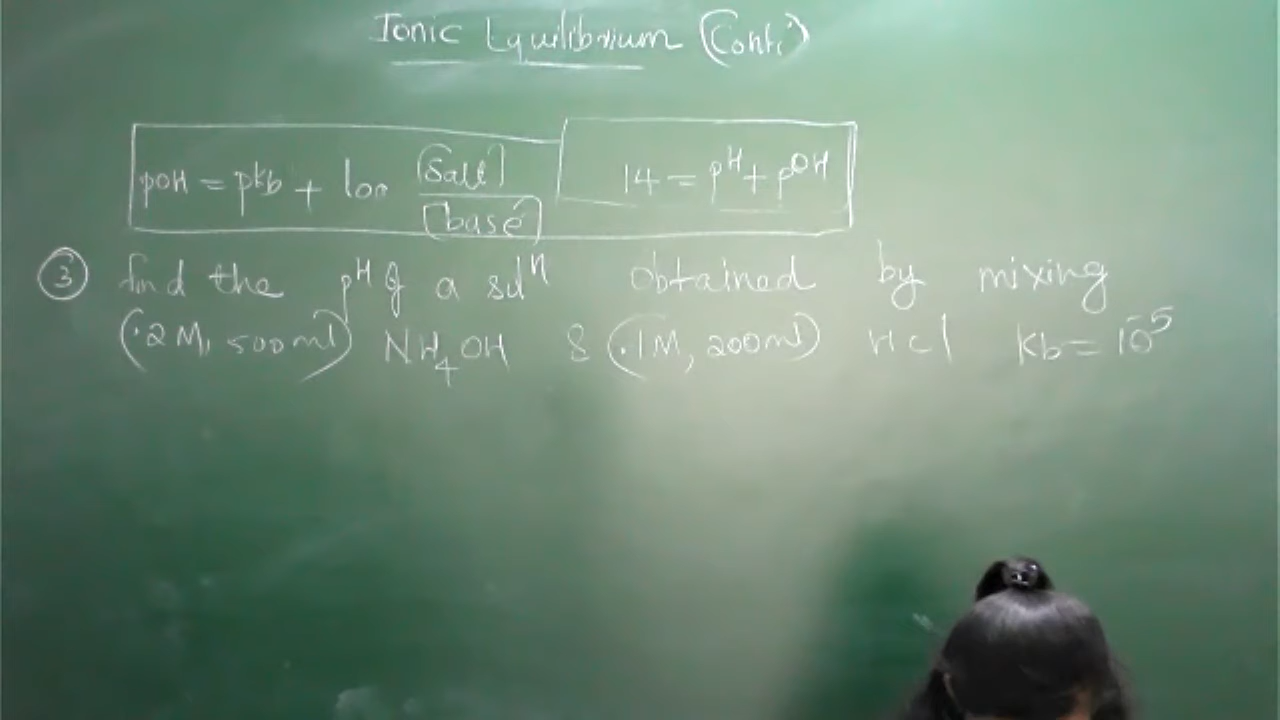 Ionic Equilibrium (Conti)
pOH = pkb + log [Salt]/[base] 14 = pH + pOH
③ find the pH of a solⁿ obtained by mixing
(.2M, 500ml) NH₄OH & (.1M, 200ml) HCl Kb = 10⁻⁵